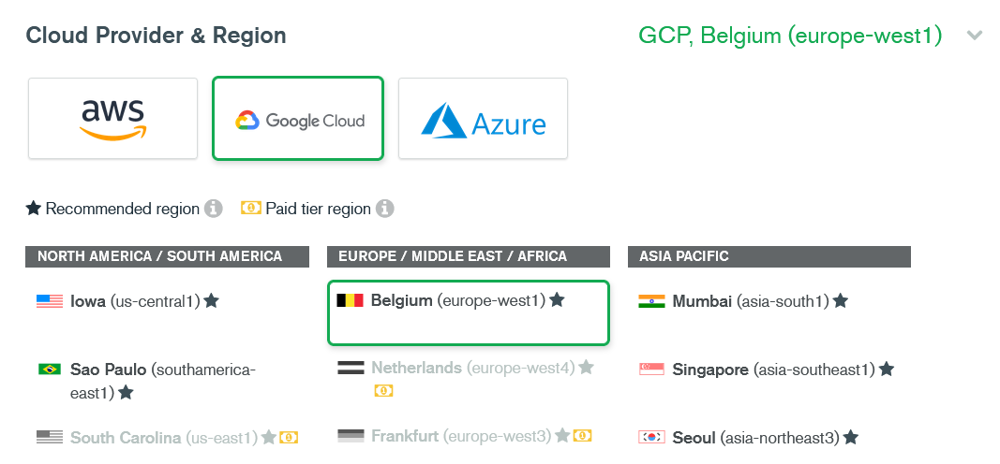 Cloud Provider & Region
GCP, Belgium (europe-west1)
aws
Google Cloud
Azure
Recommended region
Paid tier region
NORTH AMERICA / SOUTH AMERICA
Iowa (us-central1)
Sao Paulo (southamerica-
east1)
South Carolina (us-east1)
EUROPE / MIDDLE EAST / AFRICA
Belgium (europe-west1)
Netherlands (europe-west4)
Frankfurt (europe-west3)
ASIA PACIFIC
Mumbai (asia-south1)
Singapore (asia-southeast1)
Seoul (asia-northeast3)